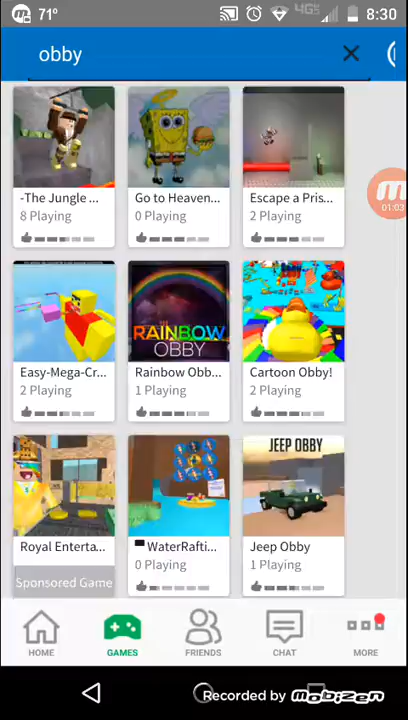 71°
4G
8:30
obby
-The Jungle ...
8 Playing
Go to Heaven...
0 Playing
Escape a Pris...
2 Playing
01:03
Easy-Mega-Cr...
2 Playing
RAINBOW
OBBY
Rainbow Obb...
1 Playing
Cartoon Obby!
2 Playing
Royal Enterta...
Sponsored Game
WaterRafti...
0 Playing
JEEP OBBY
Jeep Obby
1 Playing
HOME
GAMES
FRIENDS
CHAT
MORE
Recorded by mobizen